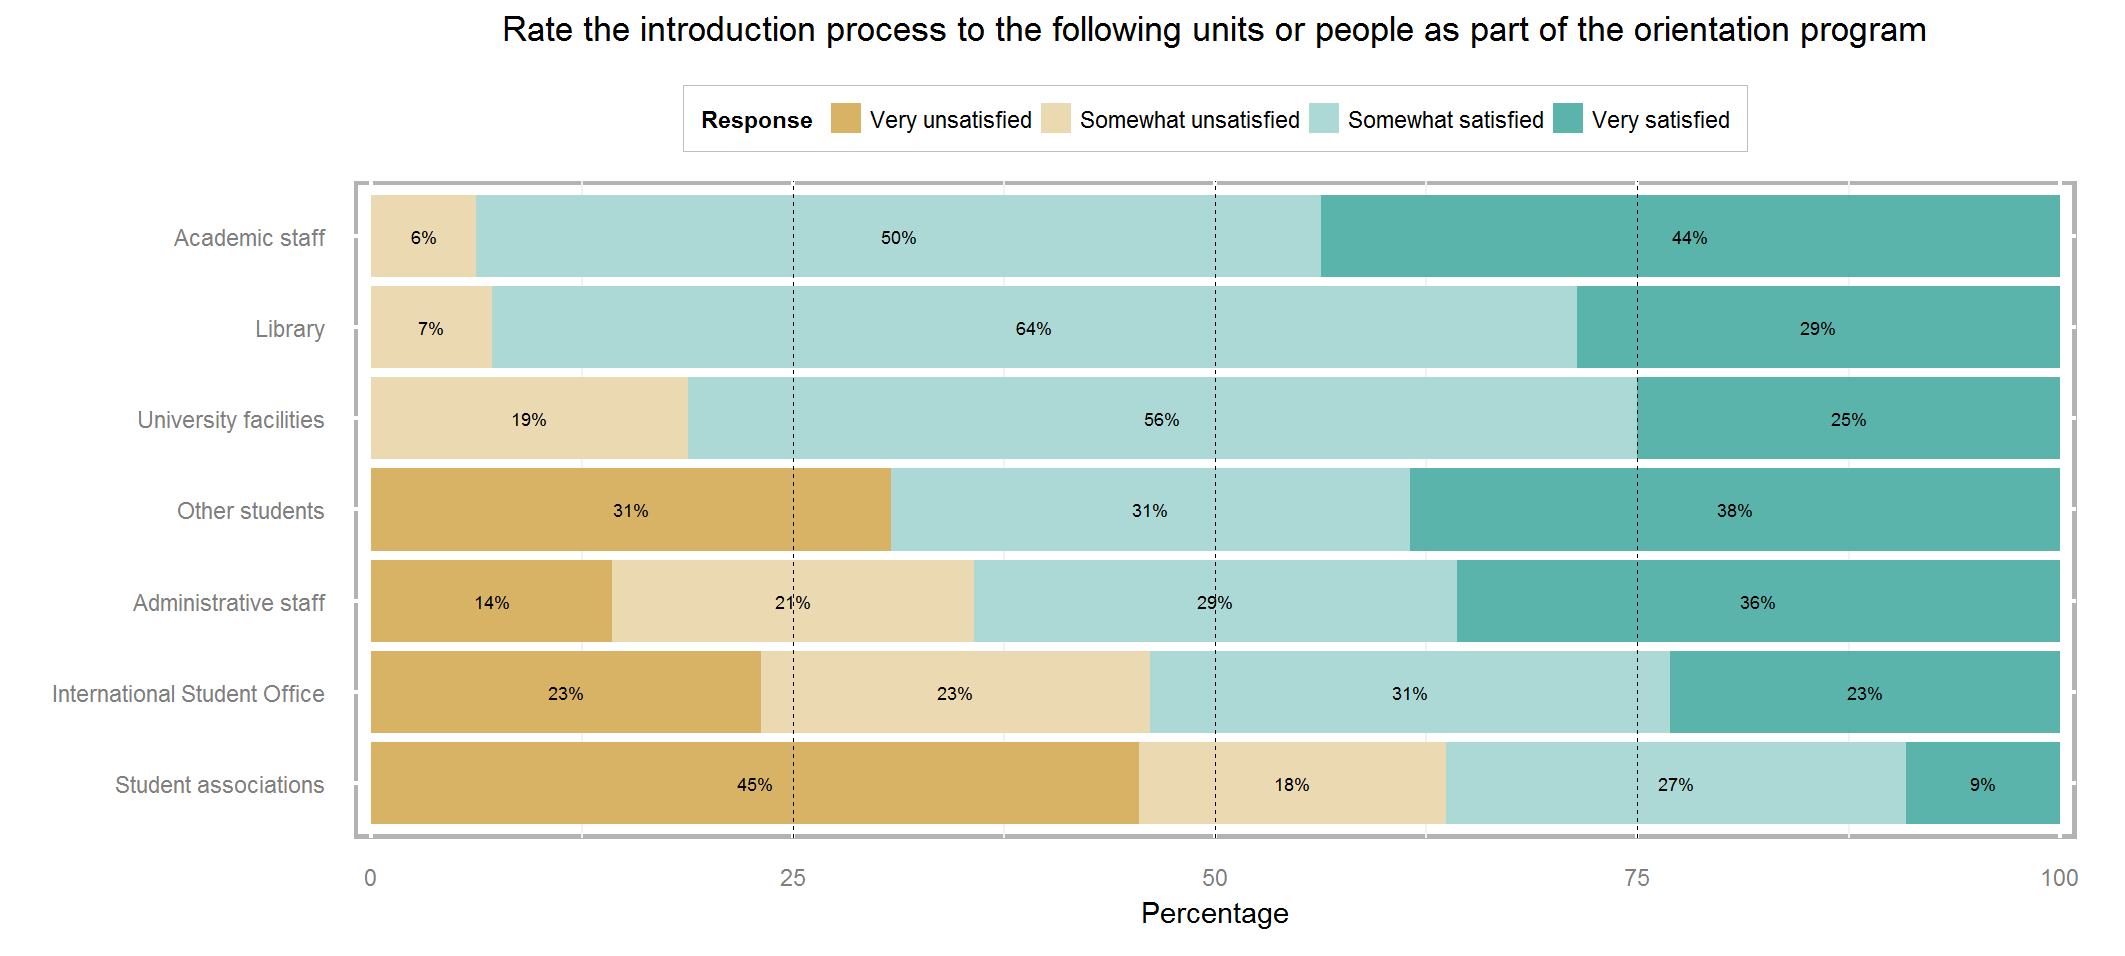 Rate the introduction process to the following units or people as part of the orientation program
Response Very unsatisfied Somewhat unsatisfied Somewhat satisfied Very satisfied
Academic staff 6% 50% 44%
Library 7% 64% 29%
University facilities 19% 56% 25%
Other students 31% 31% 38%
Administrative staff 14% 21% 29% 36%
International Student Office 23% 23% 31% 23%
Student associations 45% 18% 27% 9%
0 25 50 75 100
Percentage